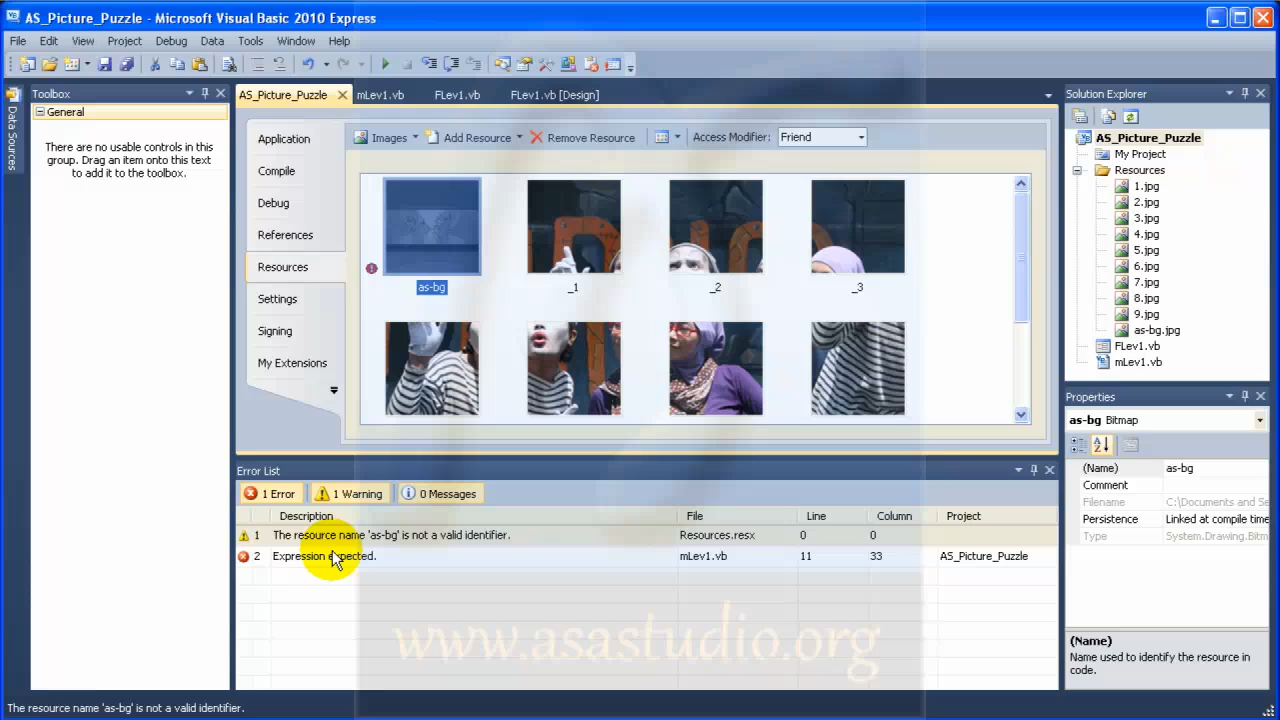 AS_Picture_Puzzle - Microsoft Visual Basic 2010 Express
File Edit View Project Debug Data Tools Window Help
Data Sources
Toolbox
General
There are no usable controls in this
group. Drag an item onto this text
to add it to the toolbox.
AS_Picture_Puzzle mLev1.vb FLev1.vb FLev1.vb [Design]
Application
Compile
Debug
References
Resources
Settings
Signing
My Extensions
Images Add Resource Remove Resource Access Modifier: Friend
as-bg _1 _2 _3
Error List
1 Error 1 Warning 0 Messages
Description File Line Column Project
1 The resource name 'as-bg' is not a valid identifier. Resources.resx 0 0
2 Expression expected. mLev1.vb 11 33 AS_Picture_Puzzle
www.asastudio.org
Solution Explorer
AS_Picture_Puzzle
My Project
Resources
1.jpg
2.jpg
3.jpg
4.jpg
5.jpg
6.jpg
7.jpg
8.jpg
9.jpg
as-bg.jpg
FLev1.vb
mLev1.vb
Properties
as-bg Bitmap
(Name) as-bg
Comment
Filename C:\Documents and Se
Persistence Linked at compile time
Type System.Drawing.Bitm
(Name)
Name used to identify the resource in
code.
The resource name 'as-bg' is not a valid identifier.